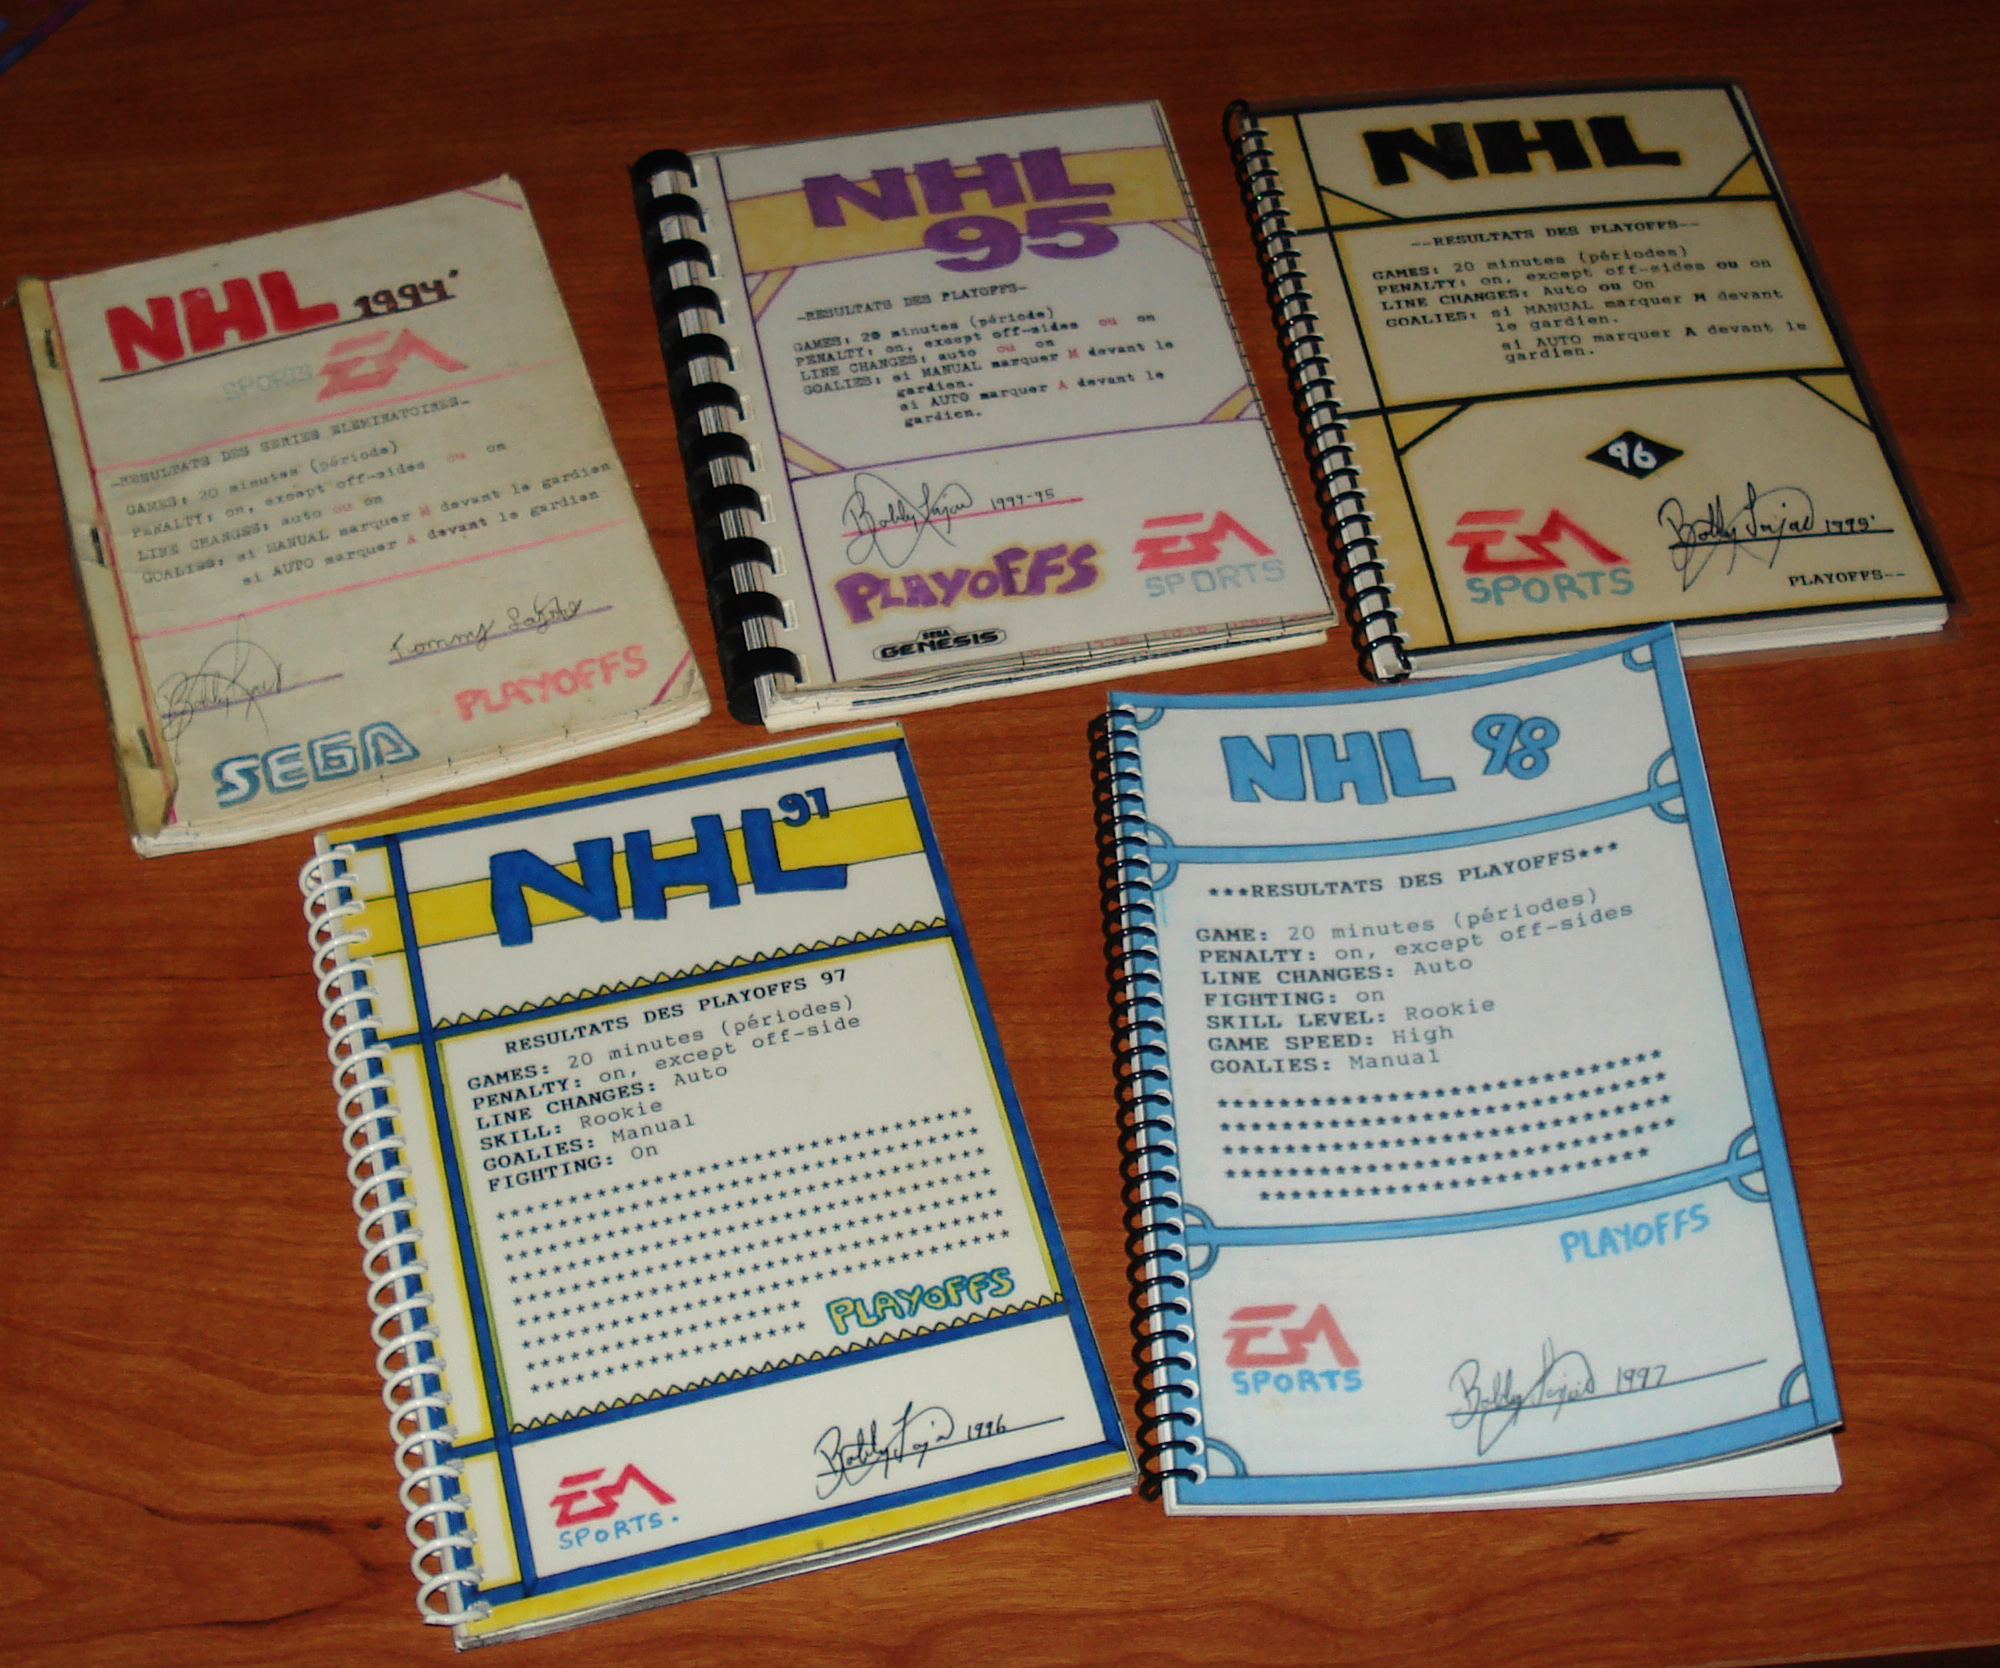 NHL 1994'
SPORTS EA
-RESULTATS DES SERIES ELEMINATOIRES-
GAMES: 20 minutes (période)
PENALTY: on, except off-sides ou on
LINE CHANGES: auto ou on
GOALIES: si MANUAL marquer M devant le gardien
si AUTO marquer A devant le gardien
Tommy
PLAYOFFS
SEGA
NHL
95
-RESULTATS DES PLAYOFFS-
GAMES: 20 minutes (période)
PENALTY: on, except off-sides ou on
LINE CHANGES: auto ou on
GOALIES: si MANUAL marquer M devant le
gardien.
si AUTO marquer A devant le
gardien.
Bobby 1994-95
PLAYOFFS
EA
SPORTS
SEGA
GENESIS
NHL
--RESULTATS DES PLAYOFFS--
GAMES: 20 minutes (périodes)
PENALTY: on, except off-sides ou on
LINE CHANGES: Auto ou On
GOALIES: si MANUAL marquer M devant
le gardien.
si AUTO marquer A devant le
gardien.
96
EA
SPORTS
Bobby 1995'
PLAYOFFS--
NHL 97
RESULTATS DES PLAYOFFS 97
GAMES: 20 minutes (périodes)
PENALTY: on, except off-side
LINE CHANGES: Auto
SKILL: Rookie
GOALIES: Manual
FIGHTING: On
PLAYOFFS
EA
SPORTS.
Bobby 1996
NHL 98
***RESULTATS DES PLAYOFFS***
GAME: 20 minutes (périodes)
PENALTY: on, except off-sides
LINE CHANGES: Auto
FIGHTING: on
SKILL LEVEL: Rookie
GAME SPEED: High
GOALIES: Manual
PLAYOFFS
EA
SPORTS
Bobby 1997